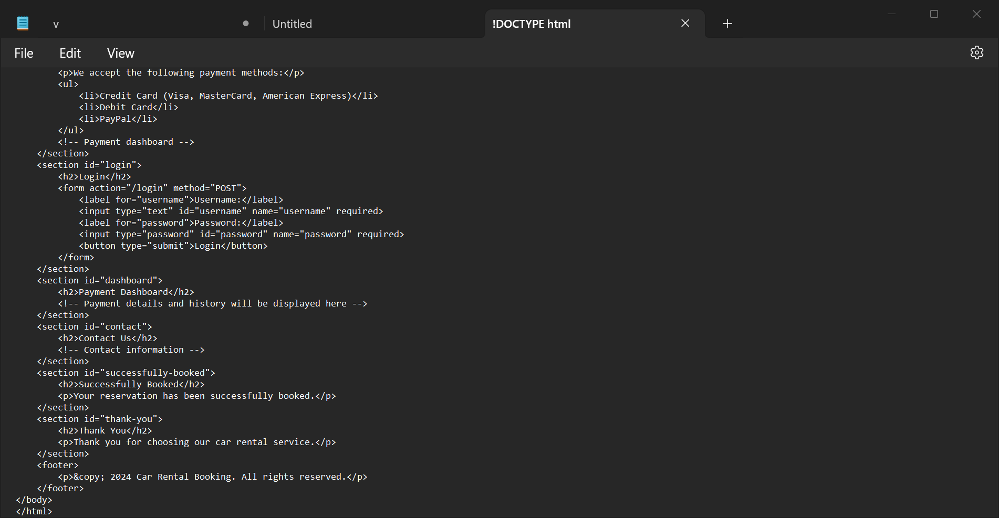 v
Untitled
!DOCTYPE html
File Edit View
        <p>We accept the following payment methods:</p>
        <ul>
            <li>Credit Card (Visa, MasterCard, American Express)</li>
            <li>Debit Card</li>
            <li>PayPal</li>
        </ul>
        <!-- Payment dashboard -->
    </section>
    <section id="login">
        <h2>Login</h2>
        <form action="/login" method="POST">
            <label for="username">Username:</label>
            <input type="text" id="username" name="username" required>
            <label for="password">Password:</label>
            <input type="password" id="password" name="password" required>
            <button type="submit">Login</button>
        </form>
    </section>
    <section id="dashboard">
        <h2>Payment Dashboard</h2>
        <!-- Payment details and history will be displayed here -->
    </section>
    <section id="contact">
        <h2>Contact Us</h2>
        <!-- Contact information -->
    </section>
    <section id="successfully-booked">
        <h2>Successfully Booked</h2>
        <p>Your reservation has been successfully booked.</p>
    </section>
    <section id="thank-you">
        <h2>Thank You</h2>
        <p>Thank you for choosing our car rental service.</p>
    </section>
    <footer>
        <p>&copy; 2024 Car Rental Booking. All rights reserved.</p>
    </footer>
</body>
</html>